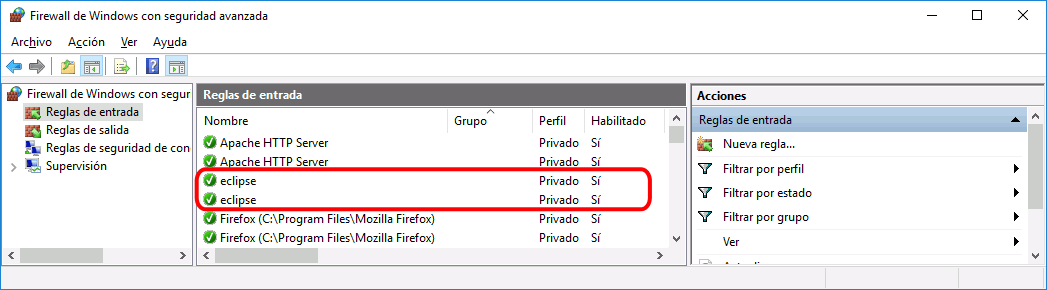 Firewall de Windows con seguridad avanzada
Archivo Acción Ver Ayuda
Firewall de Windows con segur
Reglas de entrada
Reglas de salida
Reglas de seguridad de con
Supervisión
Reglas de entrada
Nombre Grupo Perfil Habilitado
Apache HTTP Server Privado Sí
Apache HTTP Server Privado Sí
eclipse Privado Sí
eclipse Privado Sí
Firefox (C:\Program Files\Mozilla Firefox) Privado Sí
Firefox (C:\Program Files\Mozilla Firefox) Privado Sí
Acciones
Reglas de entrada
Nueva regla...
Filtrar por perfil
Filtrar por estado
Filtrar por grupo
Ver